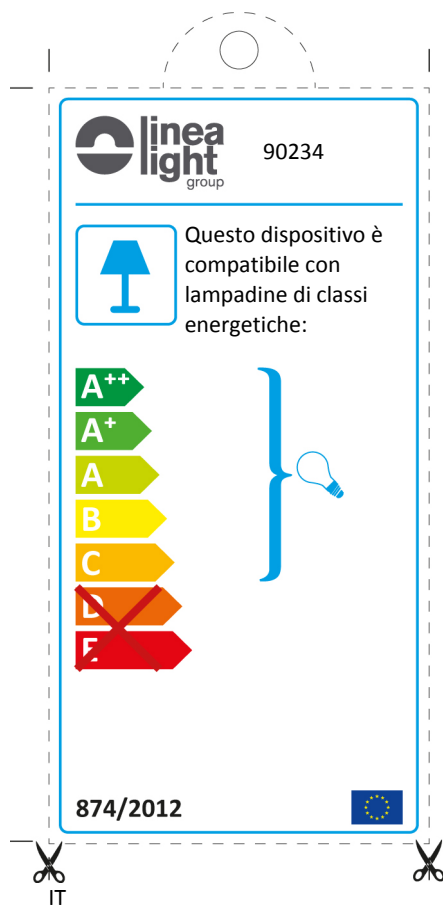 linea
light
group
90234
Questo dispositivo è
compatibile con
lampadine di classi
energetiche:
A++
A+
A
B
C
D
E
874/2012
IT